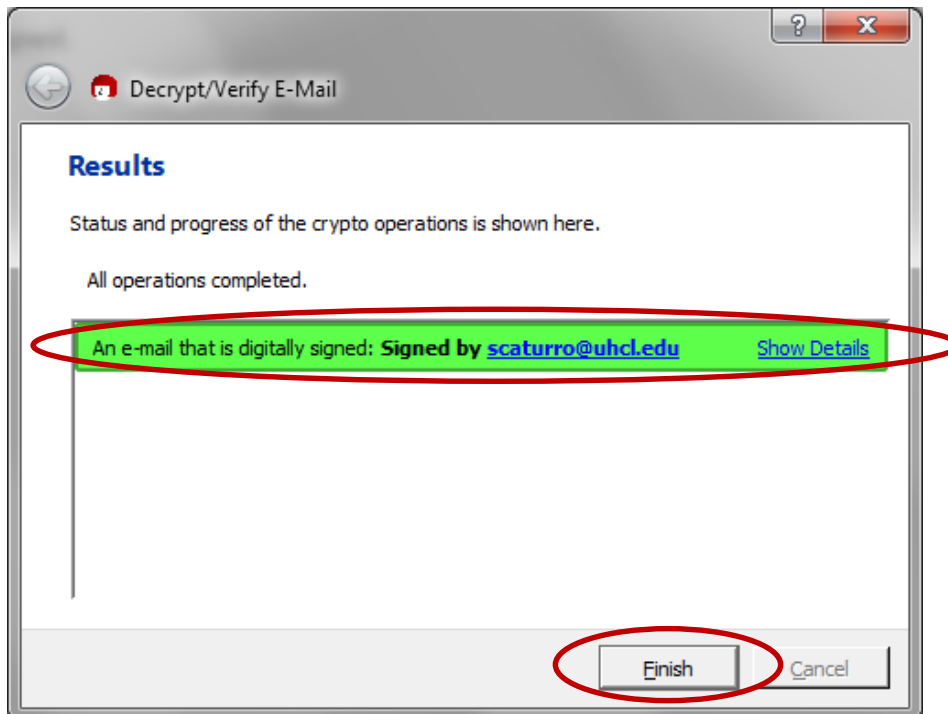 Decrypt/Verify E-Mail
Results
Status and progress of the crypto operations is shown here.
All operations completed.
An e-mail that is digitally signed: Signed by scaturro@uhcl.edu Show Details
Finish Cancel